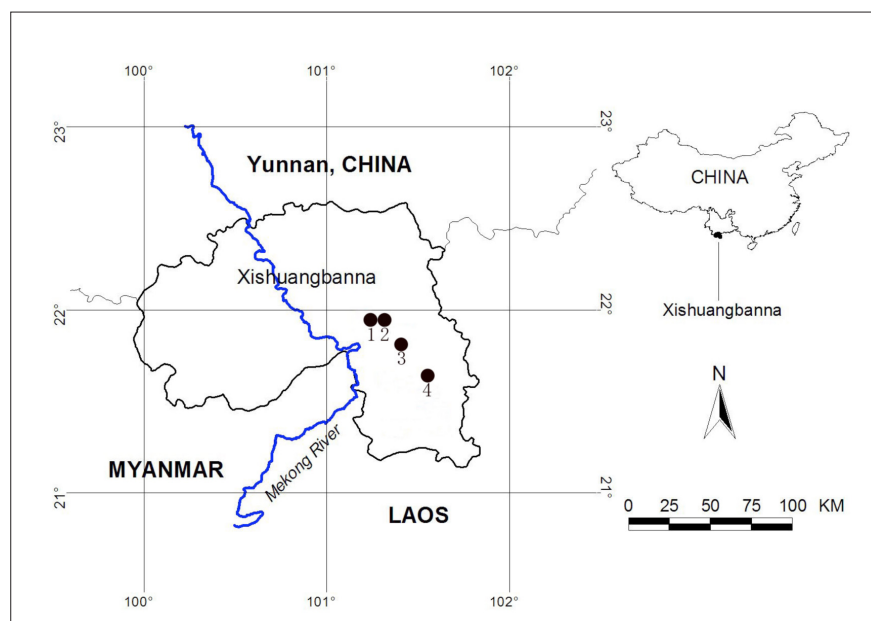 100° 101° 102°
23° 23°
Yunnan, CHINA
CHINA
Xishuangbanna
22° 22°
Xishuangbanna
1 2
3
4
N
Mekong River
MYANMAR
21° 21°
LAOS
0 25 50 75 100 KM
100° 101° 102°